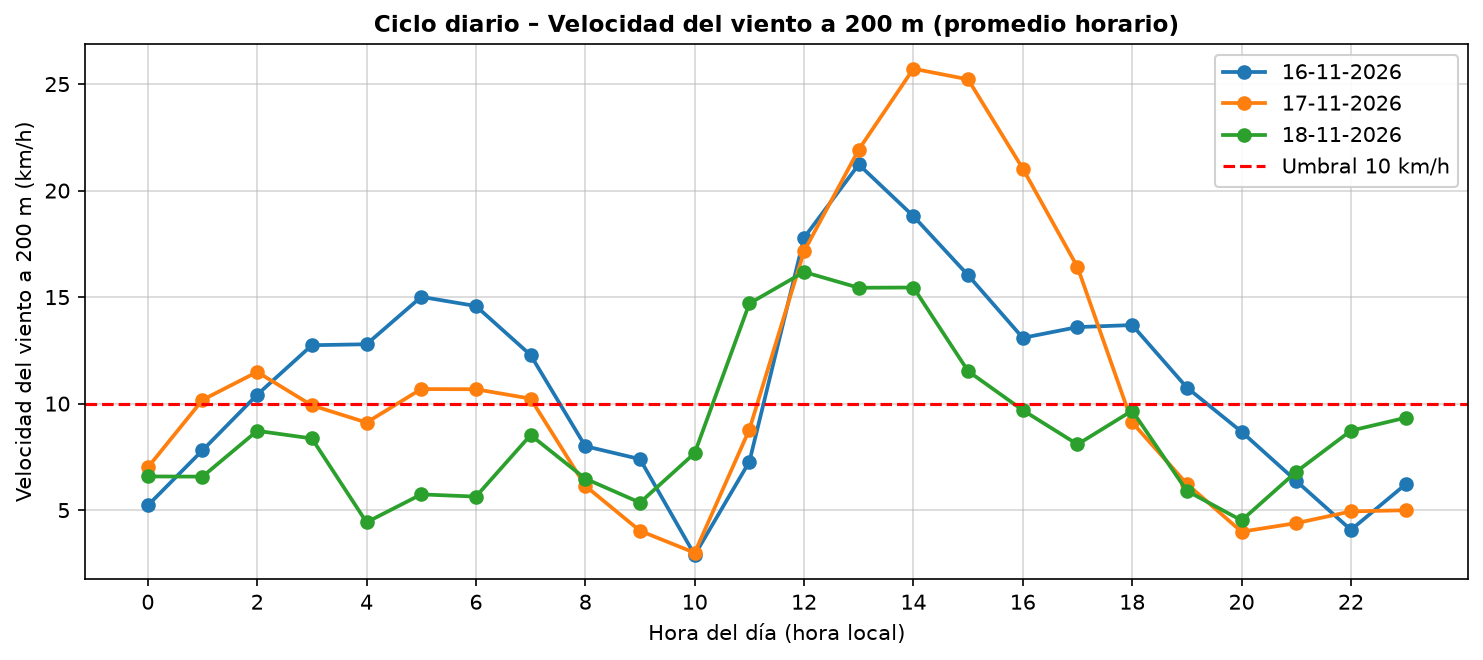 Ciclo diario – Velocidad del viento a 200 m (promedio horario)
Velocidad del viento a 200 m (km/h)
25
20
15
10
5
16-11-2026
17-11-2026
18-11-2026
Umbral 10 km/h
0 2 4 6 8 10 12 14 16 18 20 22
Hora del día (hora local)